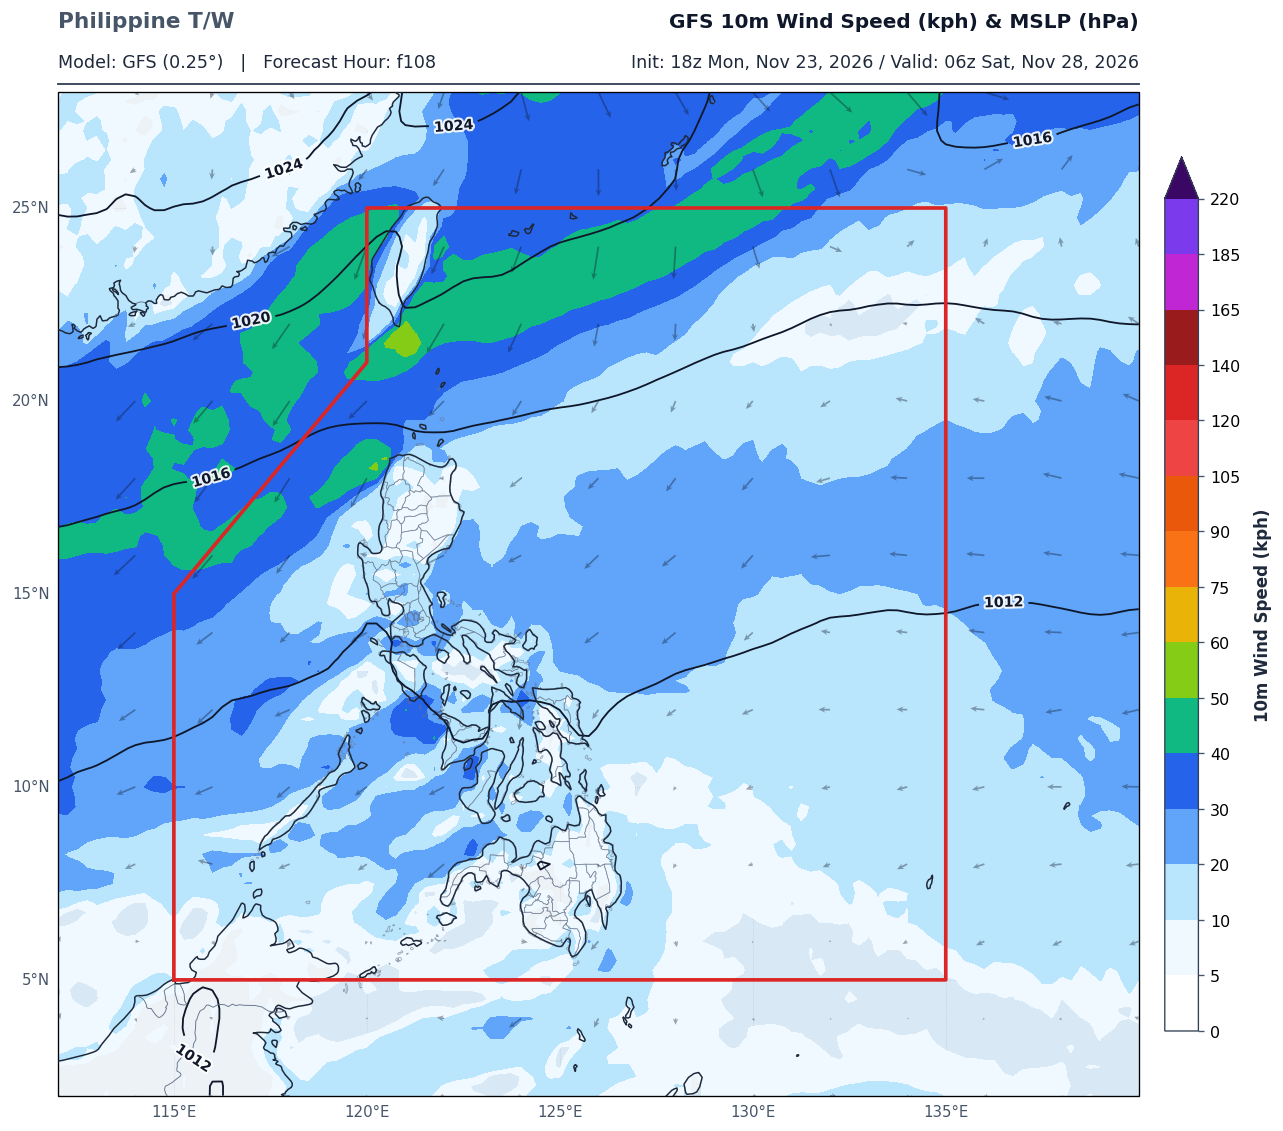 Philippine T/W
GFS 10m Wind Speed (kph) & MSLP (hPa)
Model: GFS (0.25°) | Forecast Hour: f108
Init: 18z Mon, Nov 23, 2026 / Valid: 06z Sat, Nov 28, 2026
1024
1016
1024
25°N
1020
20°N
1016
15°N
1012
10°N
5°N
1012
115°E
120°E
125°E
130°E
135°E
220
185
165
140
120
105
90
75
60
50
40
30
20
10
5
0
10m Wind Speed (kph)